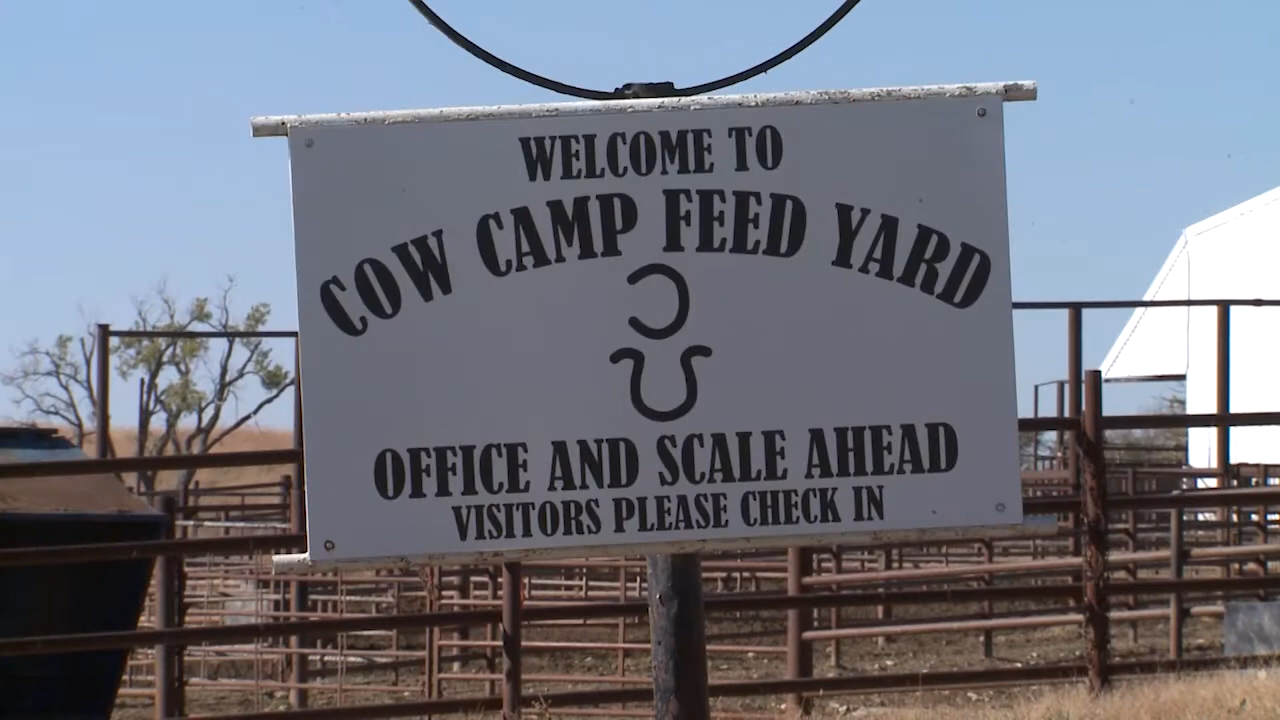 WELCOME TO
COW CAMP FEED YARD
OFFICE AND SCALE AHEAD
VISITORS PLEASE CHECK IN